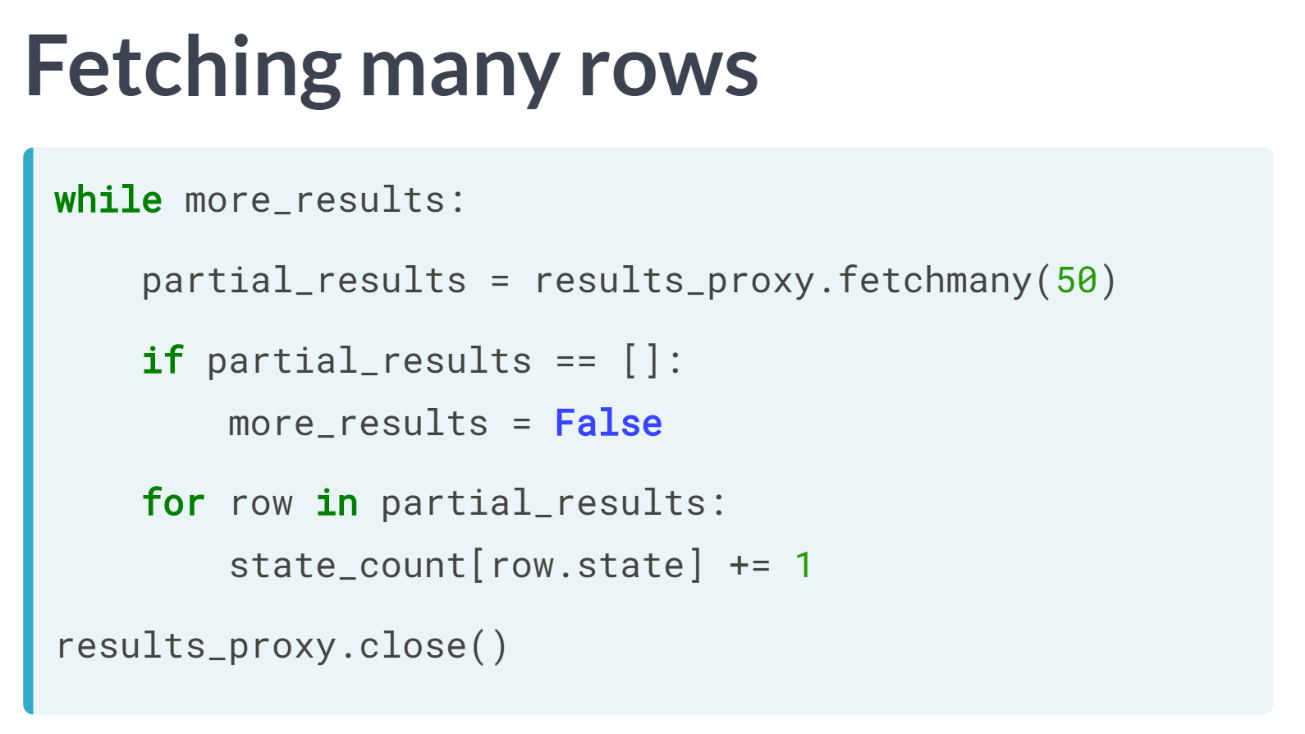 Fetching many rows
while more_results:
    partial_results = results_proxy.fetchmany(50)
    if partial_results == []:
        more_results = False
    for row in partial_results:
        state_count[row.state] += 1
results_proxy.close()